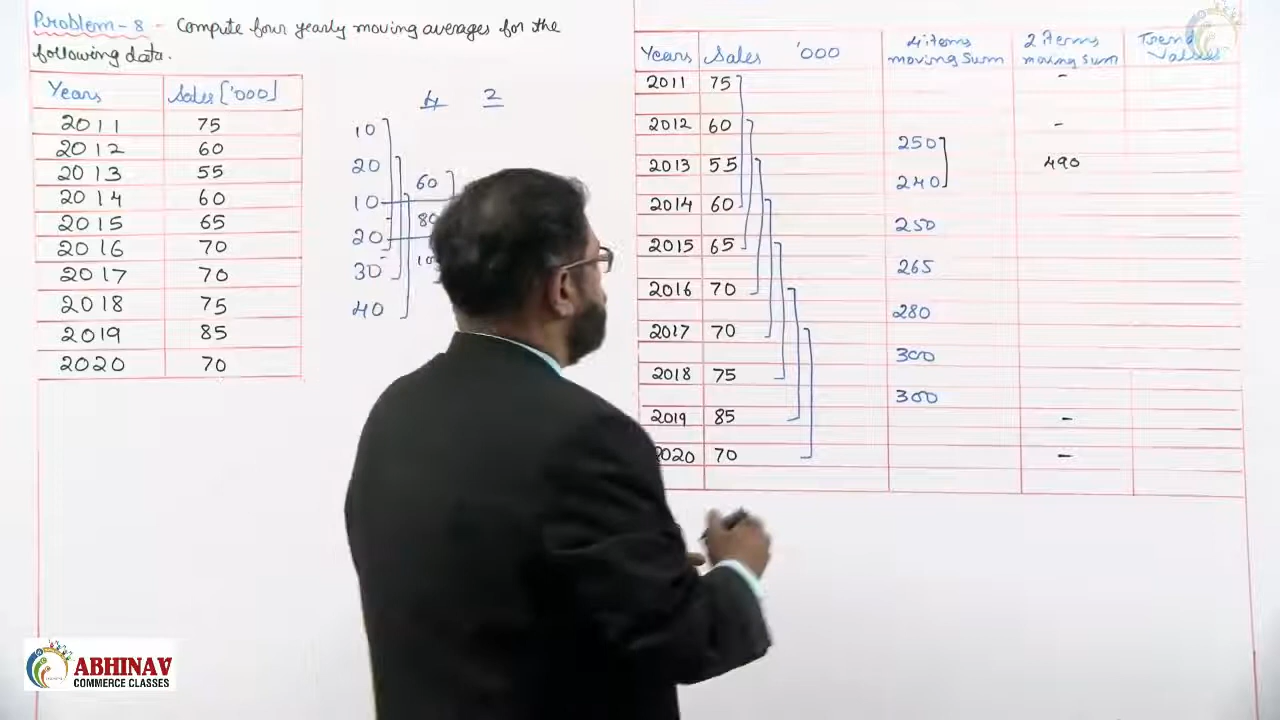 Problem-8 - Compute four yearly moving averages for the
following data.
Years Sales ['000]
2011 75
2012 60
2013 55
2014 60
2015 65
2016 70
2017 70
2018 75
2019 85
2020 70
4 2
10
20
10
20
30
40
60
80
10
Years Sales '000 4 items moving Sum 2 items moving Sum Trend Values
2011 75 -
2012 60 -
250
2013 55 490
240
2014 60
250
2015 65
265
2016 70
280
2017 70
300
2018 75
300
2019 85 -
2020 70 -
ABHINAV
COMMERCE CLASSES